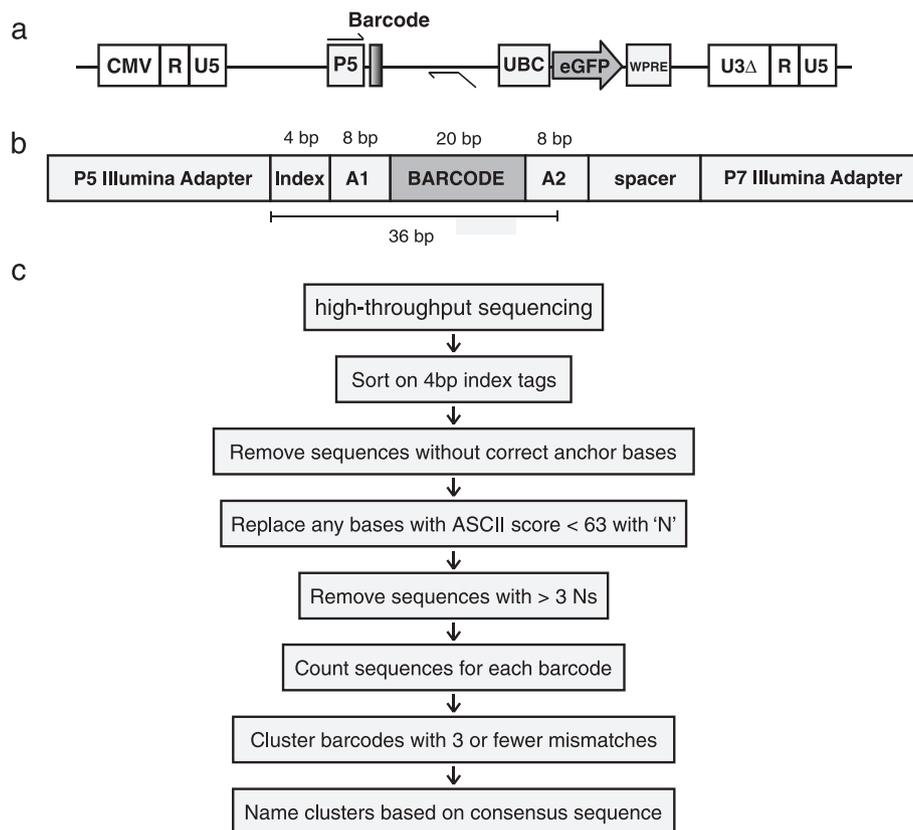 a
Barcode
CMV R U5 P5 UBC eGFP WPRE U3Δ R U5
b
4 bp 8 bp 20 bp 8 bp
P5 Illumina Adapter Index A1 BARCODE A2 spacer P7 Illumina Adapter
36 bp
c
high-throughput sequencing
Sort on 4bp index tags
Remove sequences without correct anchor bases
Replace any bases with ASCII score < 63 with ‘N’
Remove sequences with > 3 Ns
Count sequences for each barcode
Cluster barcodes with 3 or fewer mismatches
Name clusters based on consensus sequence